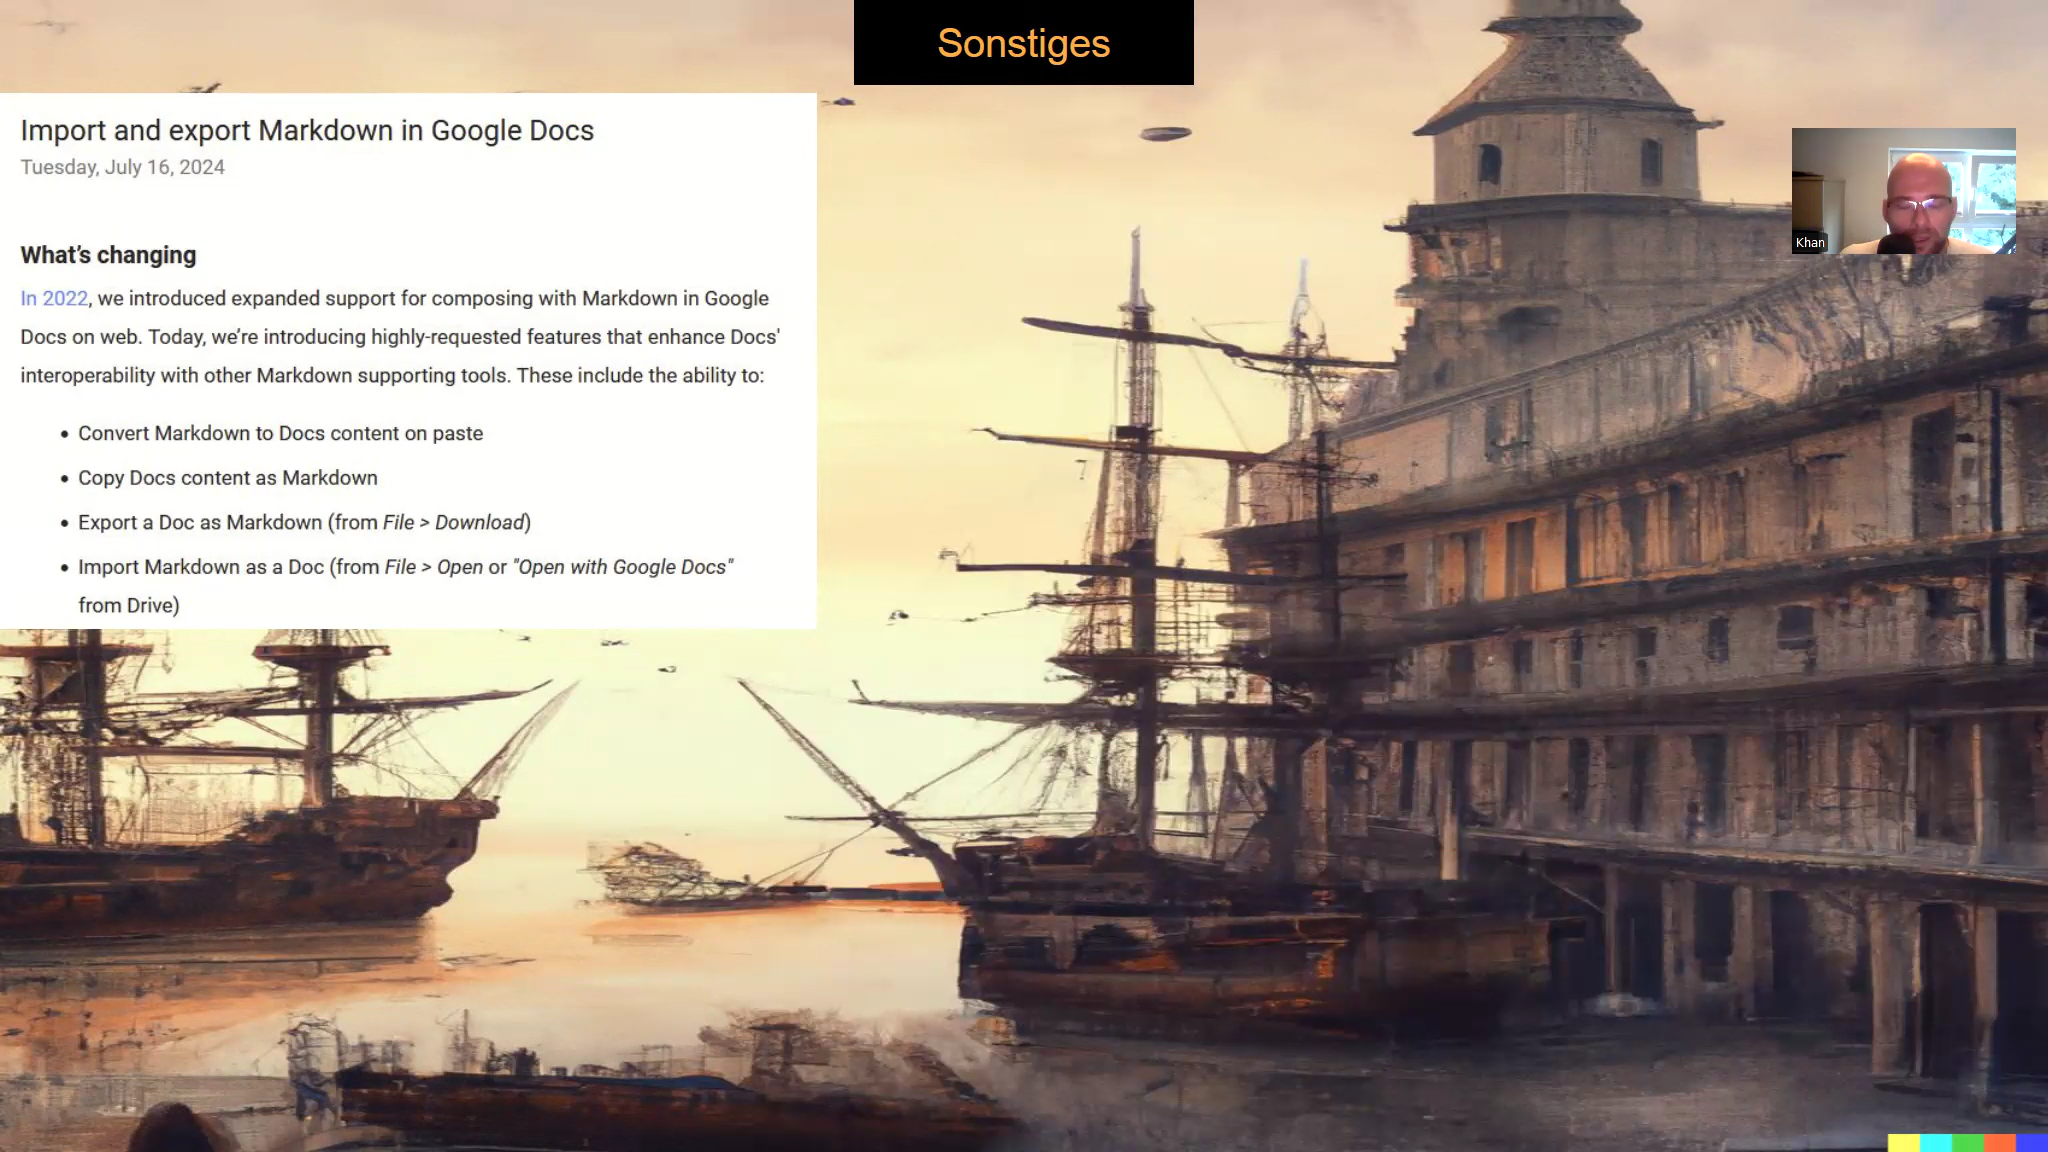 Sonstiges
Import and export Markdown in Google Docs
Tuesday, July 16, 2024
What’s changing
In 2022, we introduced expanded support for composing with Markdown in Google
Docs on web. Today, we’re introducing highly-requested features that enhance Docs'
interoperability with other Markdown supporting tools. These include the ability to:
• Convert Markdown to Docs content on paste
• Copy Docs content as Markdown
• Export a Doc as Markdown (from File > Download)
• Import Markdown as a Doc (from File > Open or "Open with Google Docs"
from Drive)
Khan